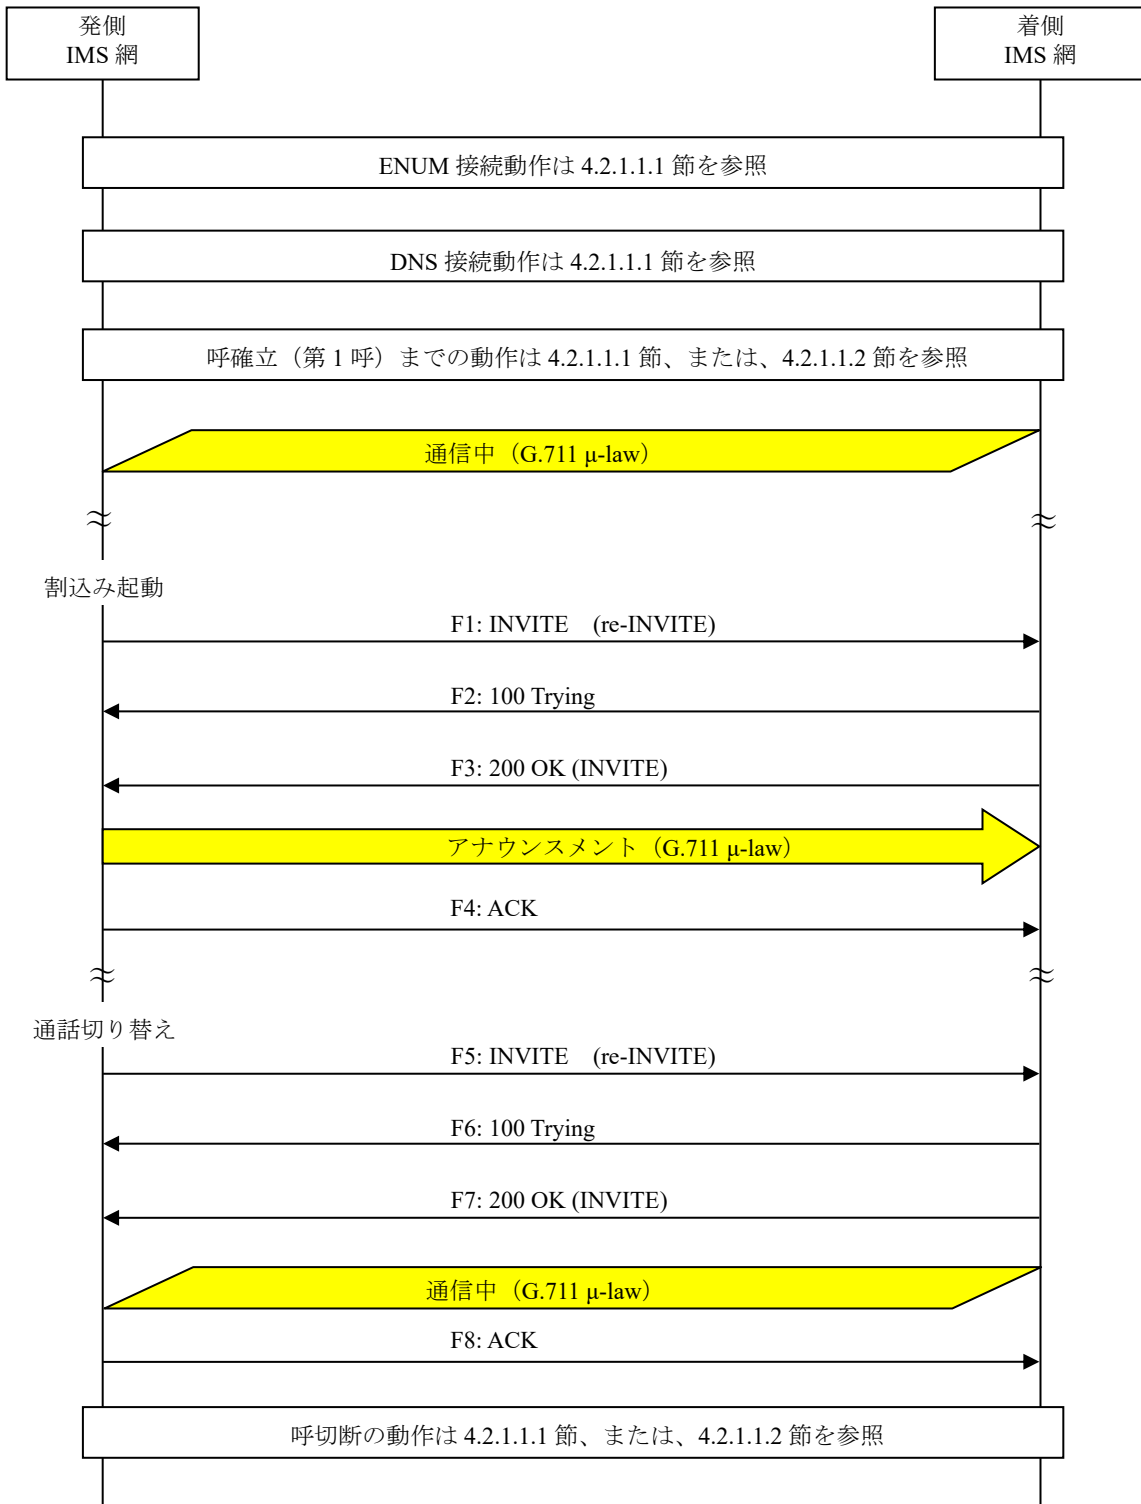 発側
IMS 網
着側
IMS 網
ENUM 接続動作は 4.2.1.1.1 節を参照
DNS 接続動作は 4.2.1.1.1 節を参照
呼確立（第 1 呼）までの動作は 4.2.1.1.1 節、または、4.2.1.1.2 節を参照
通信中（G.711 μ-law）
割込み起動
F1: INVITE (re-INVITE)
F2: 100 Trying
F3: 200 OK (INVITE)
アナウンスメント（G.711 μ-law）
F4: ACK
通話切り替え
F5: INVITE (re-INVITE)
F6: 100 Trying
F7: 200 OK (INVITE)
通信中（G.711 μ-law）
F8: ACK
呼切断の動作は 4.2.1.1.1 節、または、4.2.1.1.2 節を参照